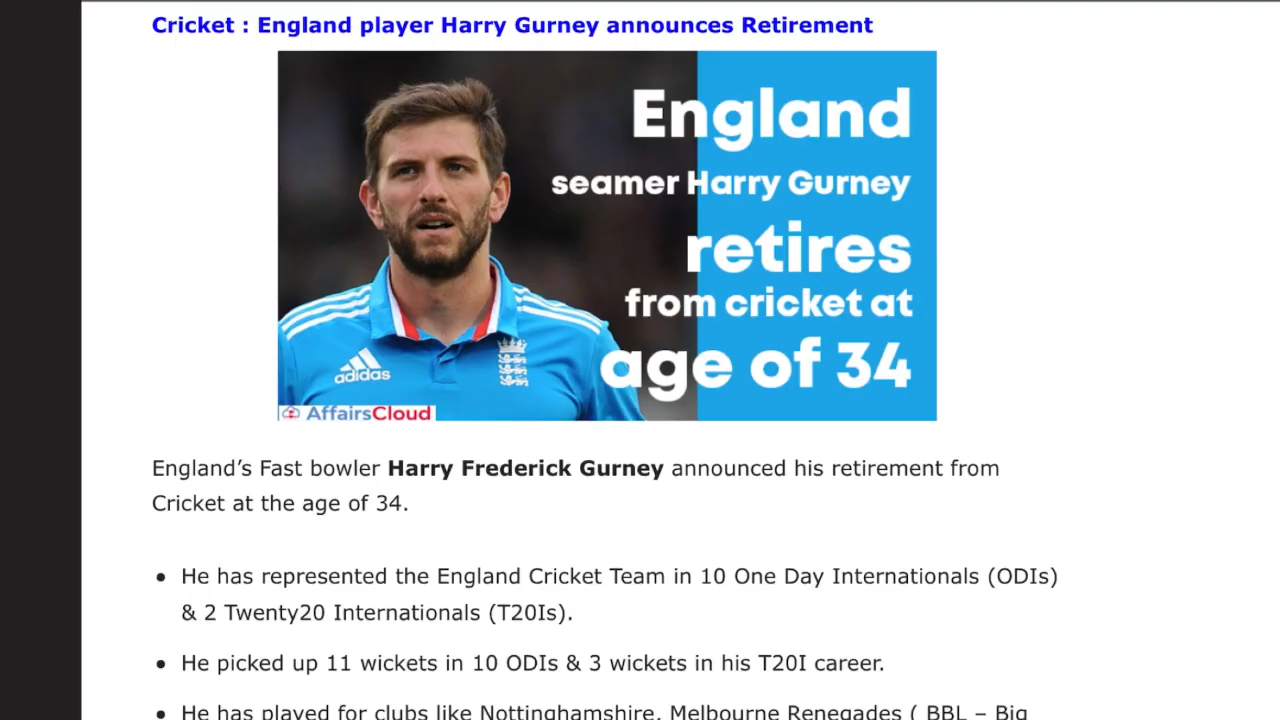 Cricket : England player Harry Gurney announces Retirement
England
seamer Harry Gurney
retires
from cricket at
age of 34
adidas
AffairsCloud
England’s Fast bowler Harry Frederick Gurney announced his retirement from
Cricket at the age of 34.
• He has represented the England Cricket Team in 10 One Day Internationals (ODIs)
& 2 Twenty20 Internationals (T20Is).
• He picked up 11 wickets in 10 ODIs & 3 wickets in his T20I career.
• He has played for clubs like Nottinghamshire, Melbourne Renegades ( BBL – Big